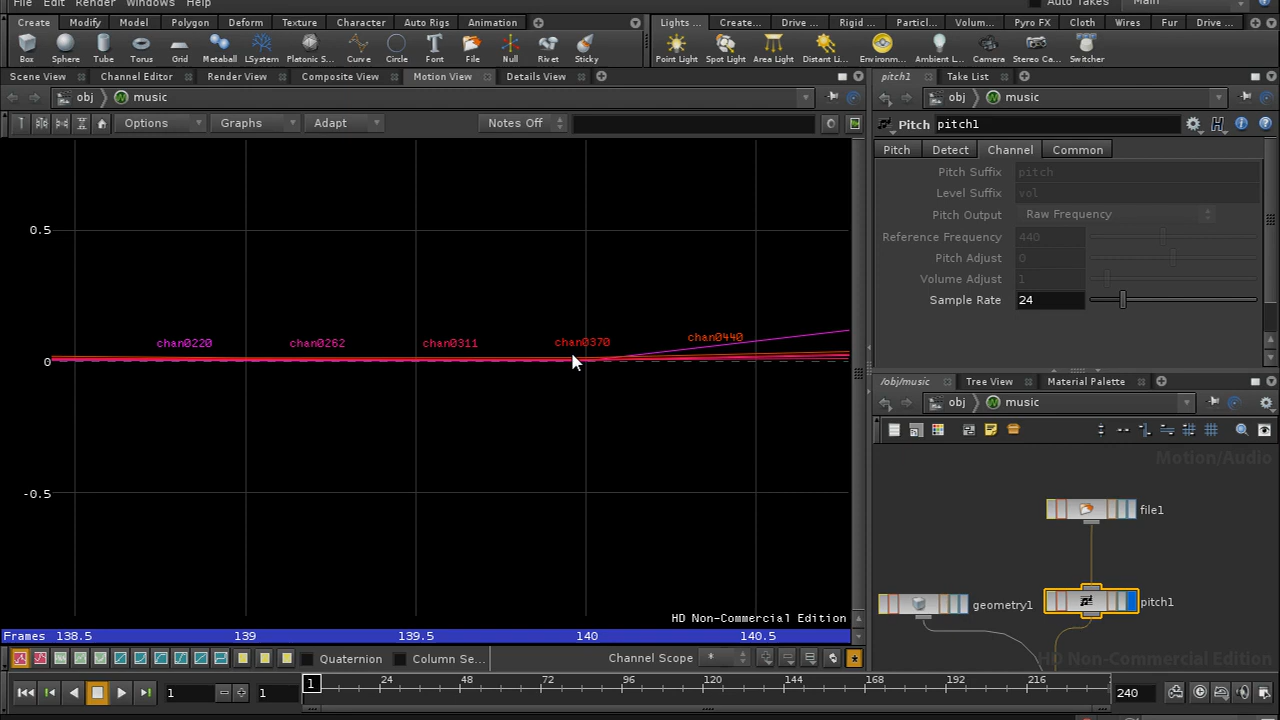 File Edit Render Windows Help Auto Takes Main
Create Modify Model Polygon Deform Texture Character Auto Rigs Animation Lights... Create... Drive ... Rigid ... Particl... Volum... Pyro FX Cloth Wires Fur Drive ...
Box Sphere Tube Torus Grid Metaball LSystem Platonic S... Curve Circle Font File Null Rivet Sticky Point Light Spot Light Area Light Distant Li... Environm... Ambient L... Camera Stereo Ca... Switcher
Scene View Channel Editor Render View Composite View Motion View Details View pitch1 Take List
obj music obj music
Options Graphs Adapt Notes Off Pitch pitch1
Pitch Detect Channel Common
Pitch Suffix pitch
Level Suffix vol
Pitch Output Raw Frequency
0.5
Reference Frequency 440
Pitch Adjust 0
Volume Adjust 1
Sample Rate 24
chan0220 chan0262 chan0311 chan0370 chan0440
0
/obj/music Tree View Material Palette
obj music
Motion/Audio
-0.5
file1
geometry1 pitch1
HD Non-Commercial Edition
Frames 138.5 139 139.5 140 140.5
Quaternion Column Se... Channel Scope * HD Non-Commercial Edition
1 1 1 24 48 72 96 120 144 168 192 216 240